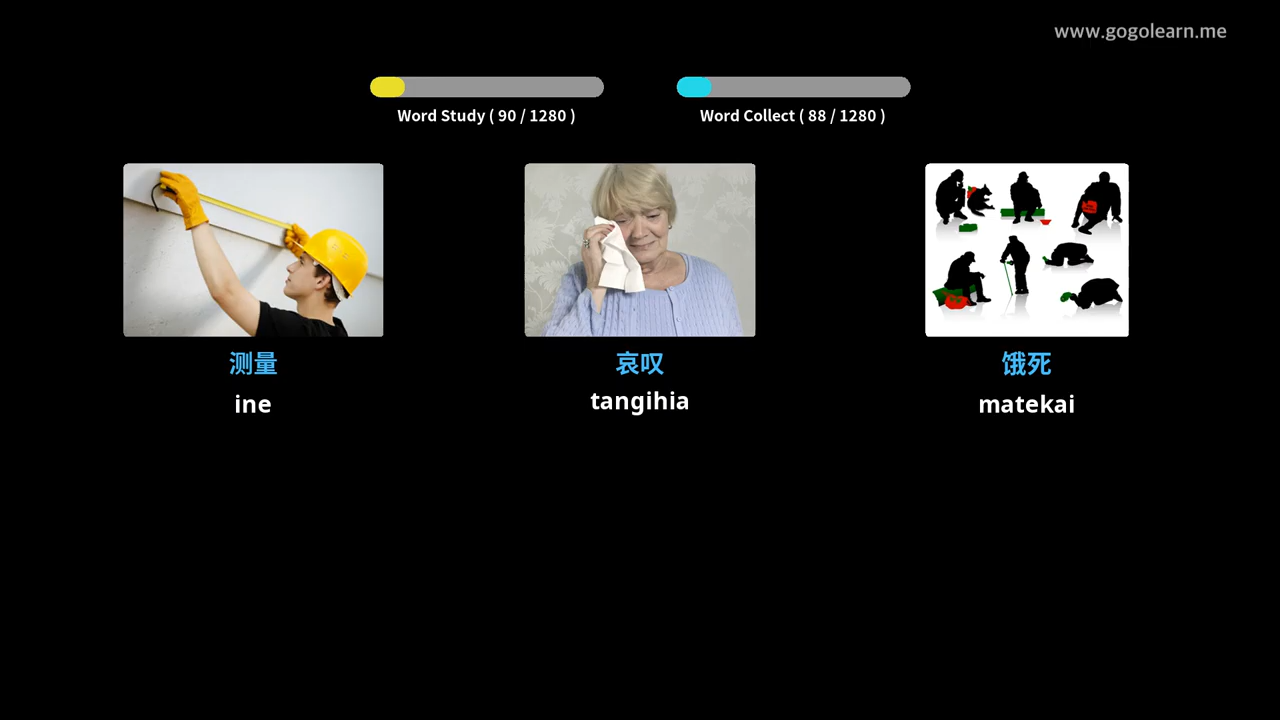 www.gogolearn.me
Word Study ( 90 / 1280 )
Word Collect ( 88 / 1280 )
测量
哀叹
饿死
ine
tangihia
matekai